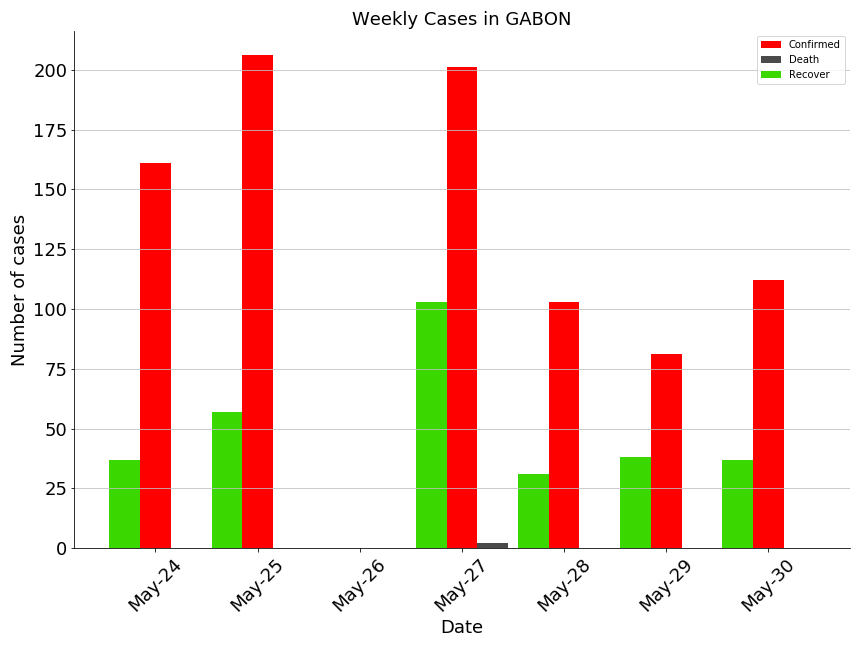 Weekly Cases in GABON
Confirmed
Death
Recover
Number of cases
200
175
150
125
100
75
50
25
0
May-24
May-25
May-26
May-27
May-28
May-29
May-30
Date